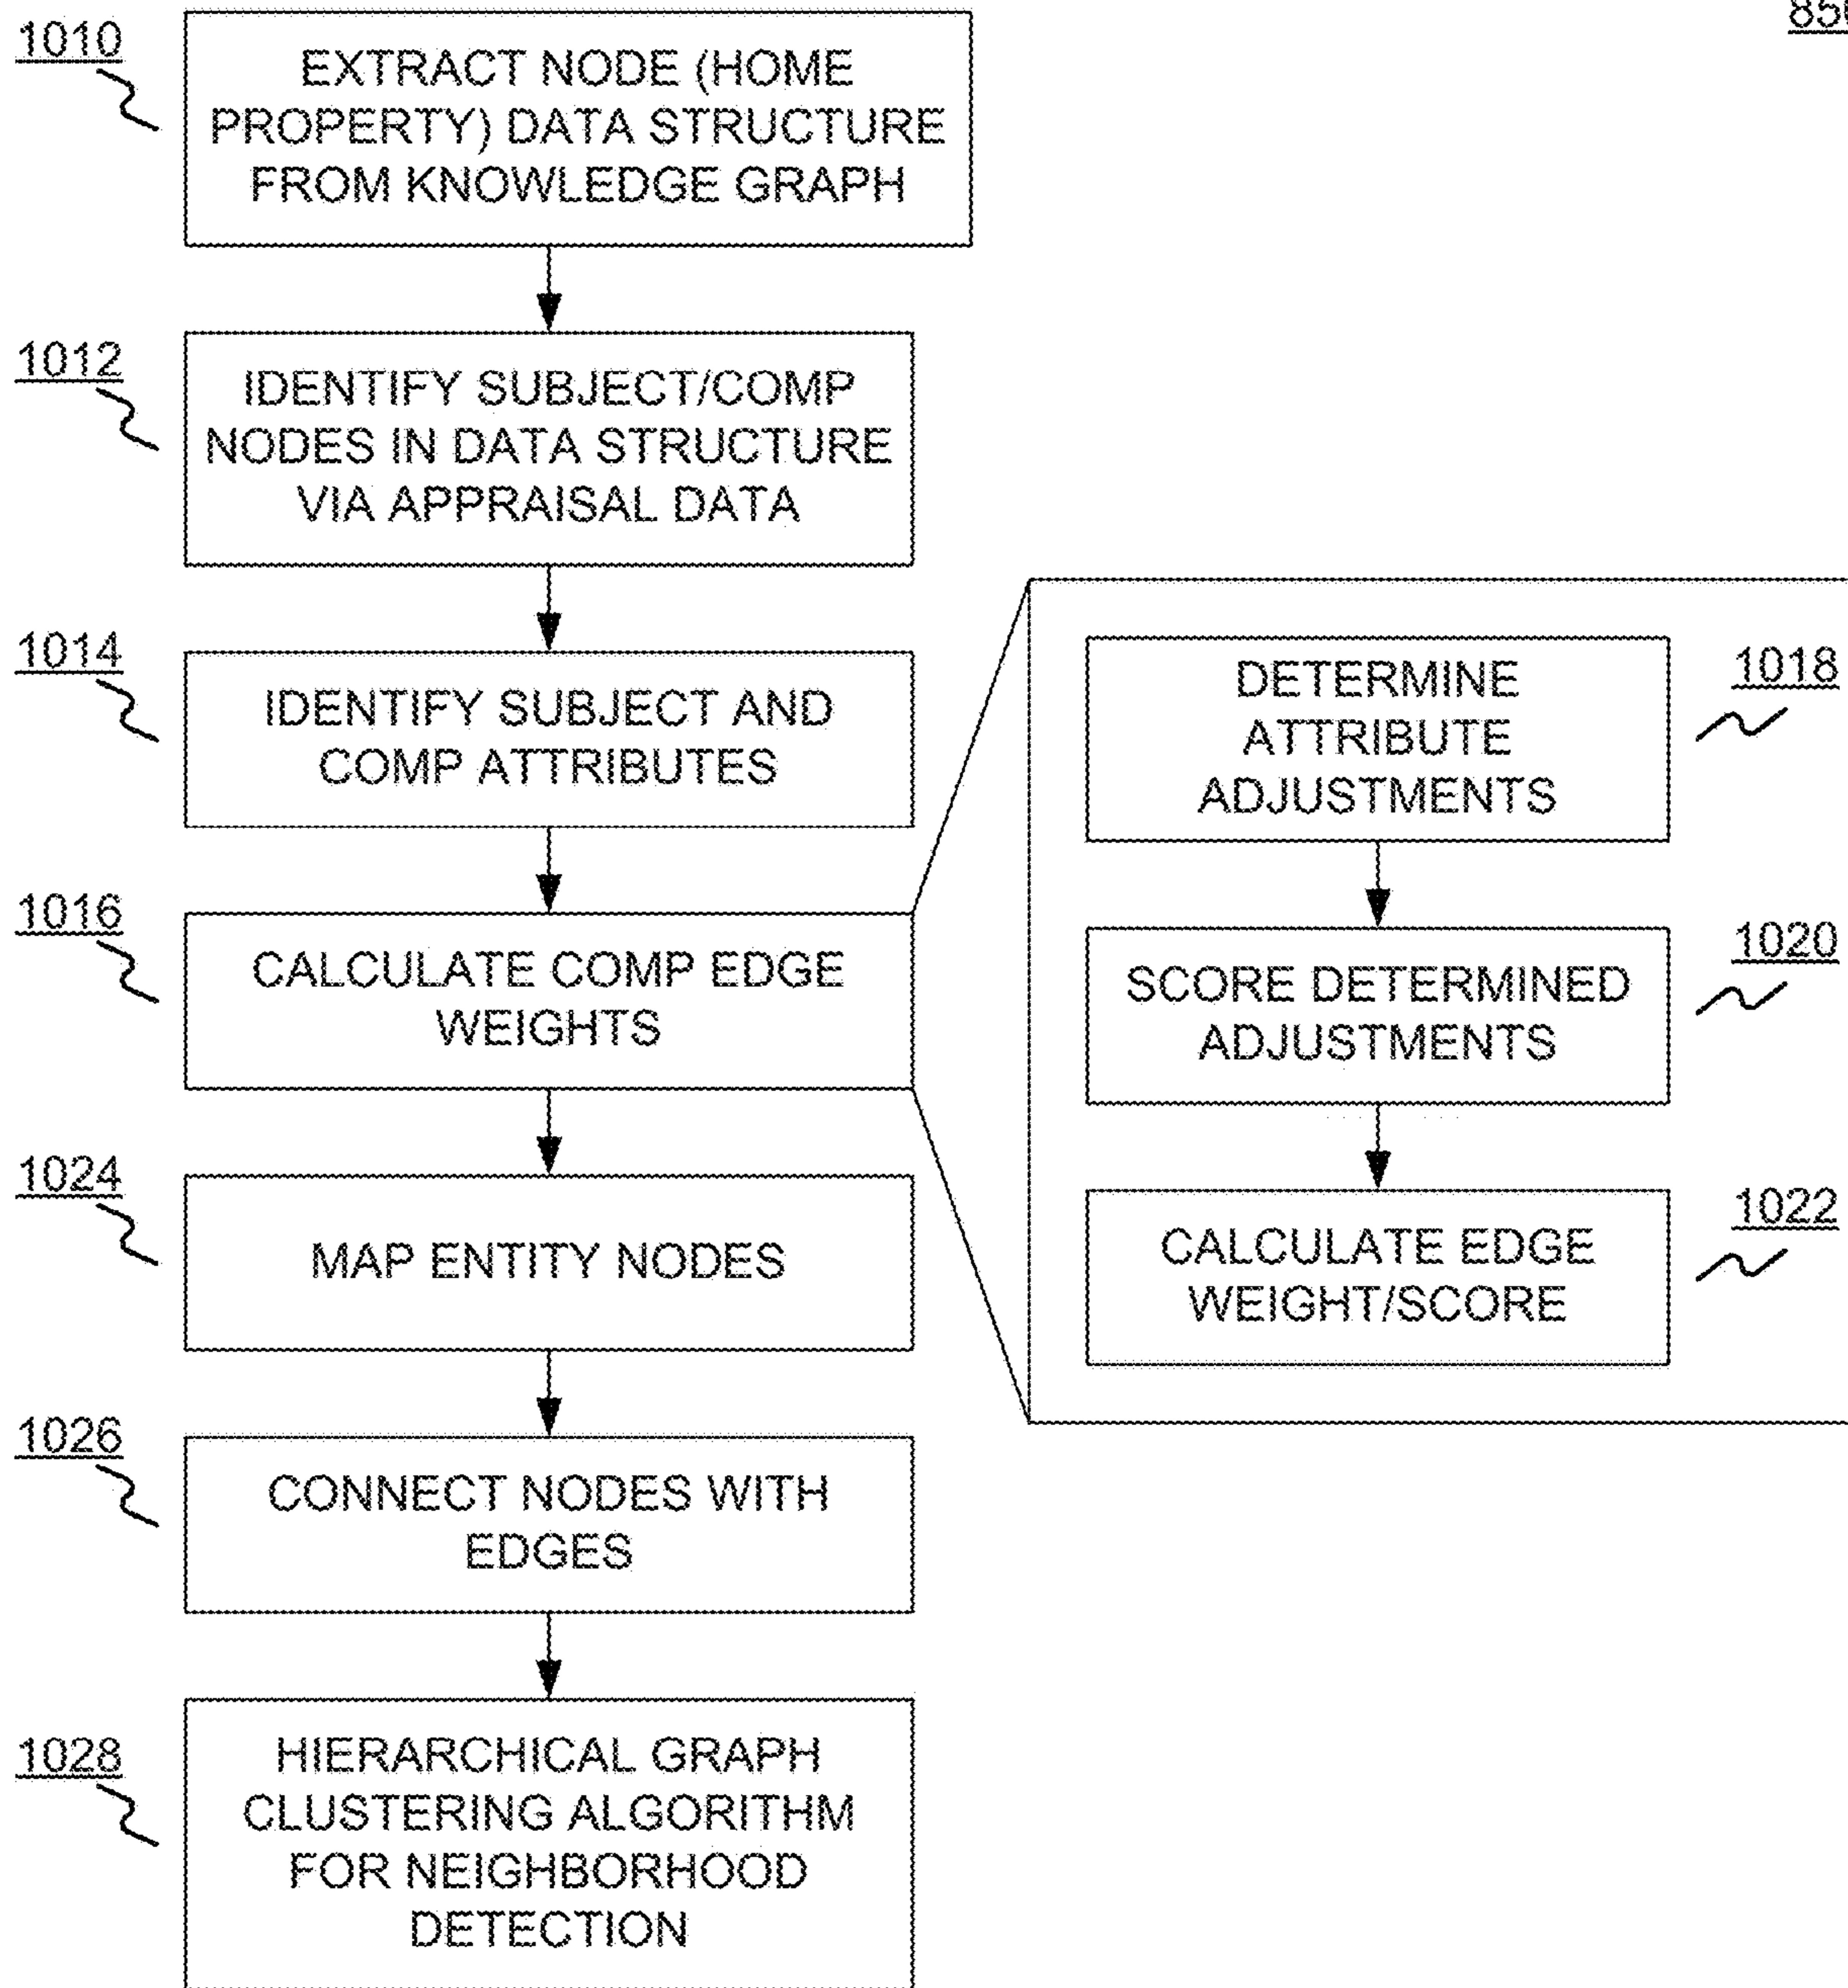 850
1010
EXTRACT NODE (HOME
PROPERTY) DATA STRUCTURE
FROM KNOWLEDGE GRAPH
1012
IDENTIFY SUBJECT/COMP
NODES IN DATA STRUCTURE
VIA APPRAISAL DATA
1014
IDENTIFY SUBJECT AND
COMP ATTRIBUTES
1016
CALCULATE COMP EDGE
WEIGHTS
DETERMINE
ATTRIBUTE
ADJUSTMENTS
1018
SCORE DETERMINED
ADJUSTMENTS
1020
CALCULATE EDGE
WEIGHT/SCORE
1022
1024
MAP ENTITY NODES
1026
CONNECT NODES WITH
EDGES
1028
HIERARCHICAL GRAPH
CLUSTERING ALGORITHM
FOR NEIGHBORHOOD
DETECTION